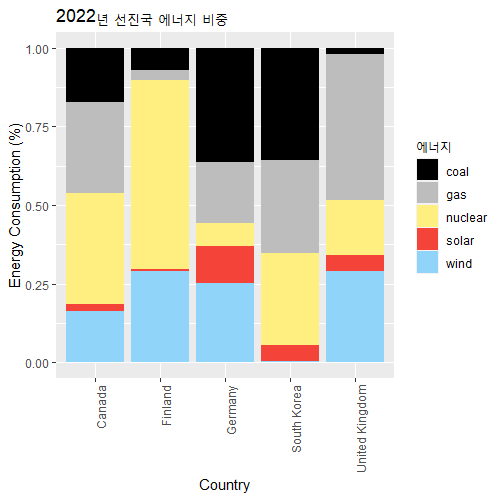 2022년 선진국 에너지 비중
Energy Consumption (%)
1.00
0.75
0.50
0.25
0.00
Canada
Finland
Germany
South Korea
United Kingdom
Country
에너지
coal
gas
nuclear
solar
wind